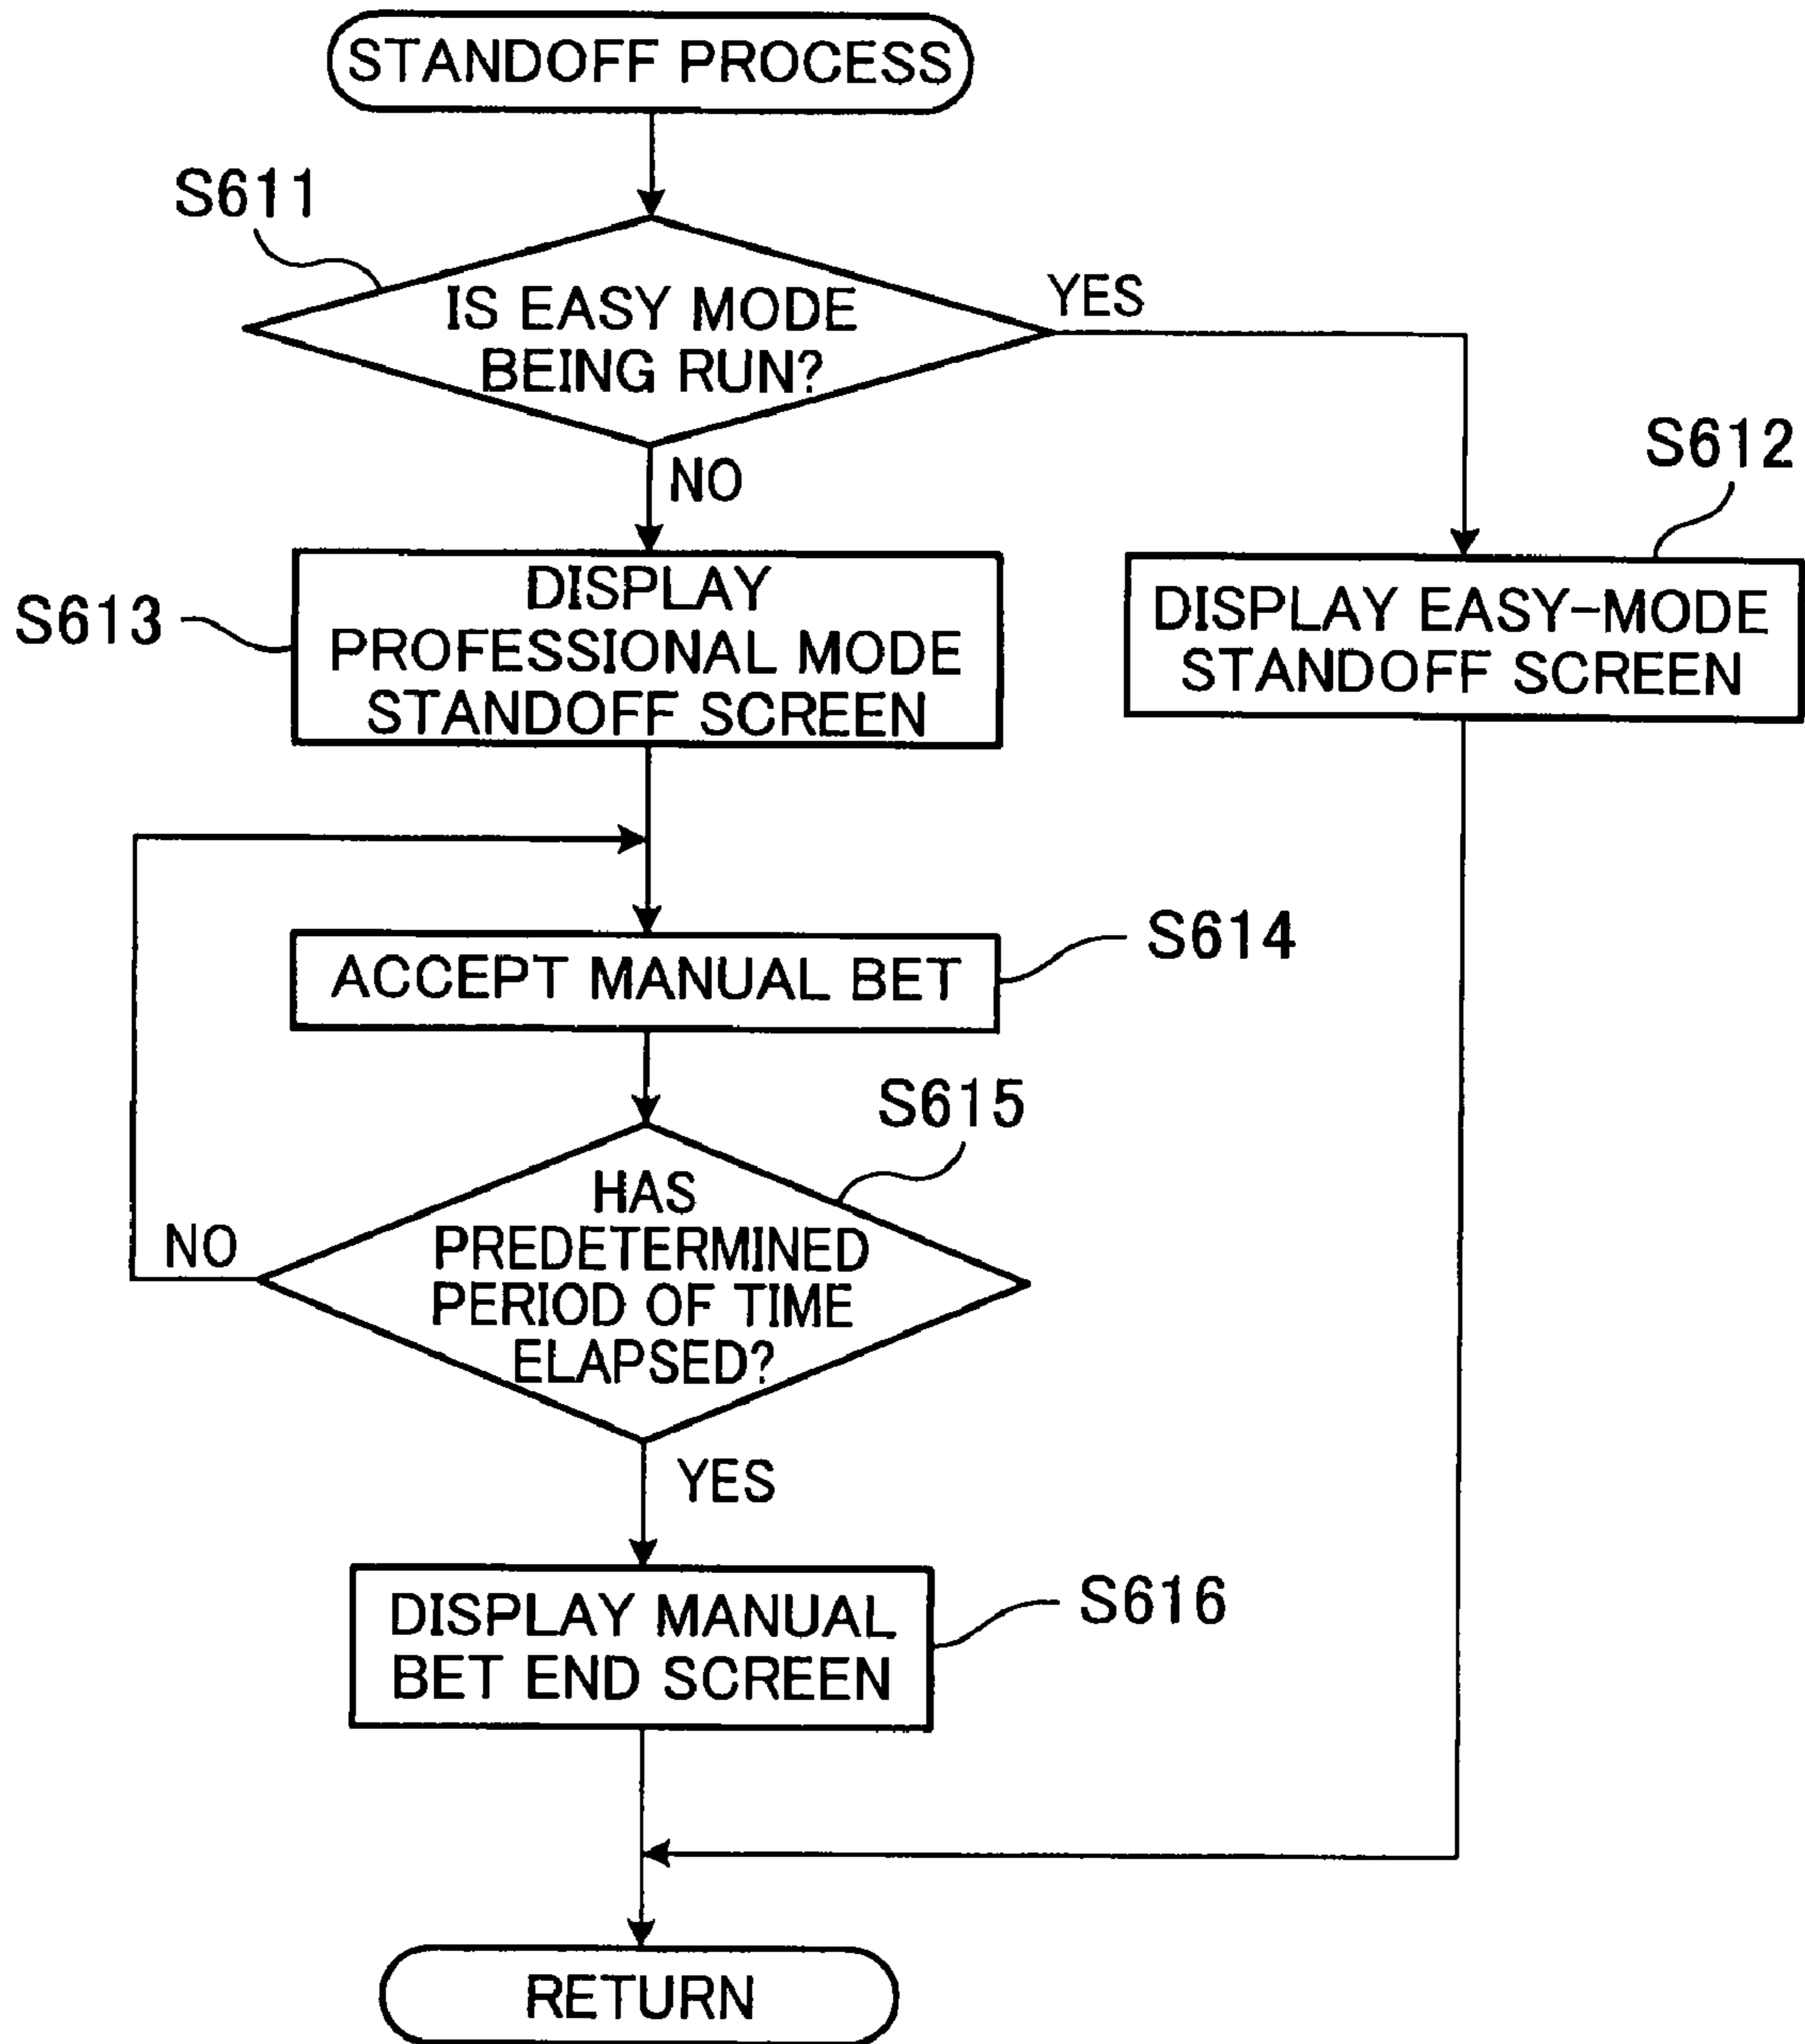 STANDOFF PROCESS
S611
IS EASY MODE
BEING RUN?
YES
NO
S612
DISPLAY EASY-MODE
STANDOFF SCREEN
S613
DISPLAY
PROFESSIONAL MODE
STANDOFF SCREEN
ACCEPT MANUAL BET
S614
S615
HAS
PREDETERMINED
PERIOD OF TIME
ELAPSED?
NO
YES
DISPLAY MANUAL
BET END SCREEN
S616
RETURN